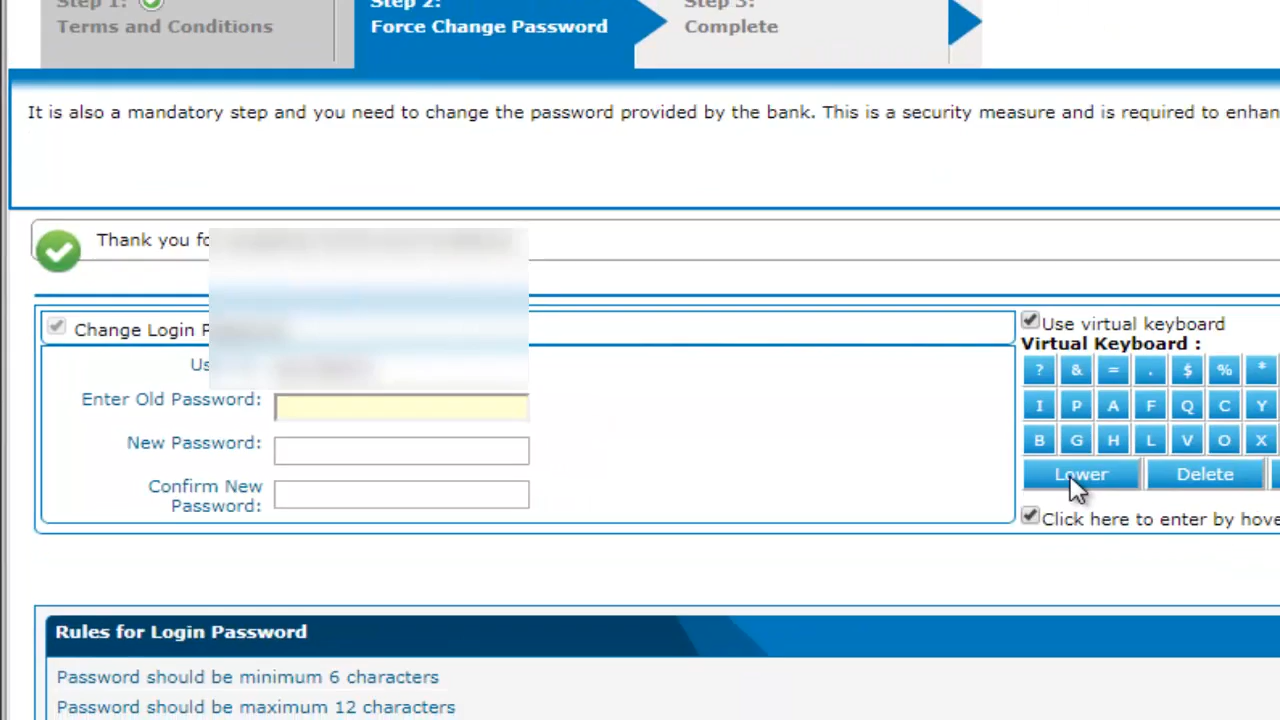 Step 1:
Terms and Conditions
Step 2:
Force Change Password
Step 3:
Complete
It is also a mandatory step and you need to change the password provided by the bank. This is a security measure and is required to enhan
Thank you fo
Change Login P
Us
Enter Old Password:
New Password:
Confirm New
Password:
Use virtual keyboard
Virtual Keyboard :
? & = . $ % *
I P A F Q C Y
B G H L V O X
Lower Delete
Click here to enter by hove
Rules for Login Password
Password should be minimum 6 characters
Password should be maximum 12 characters